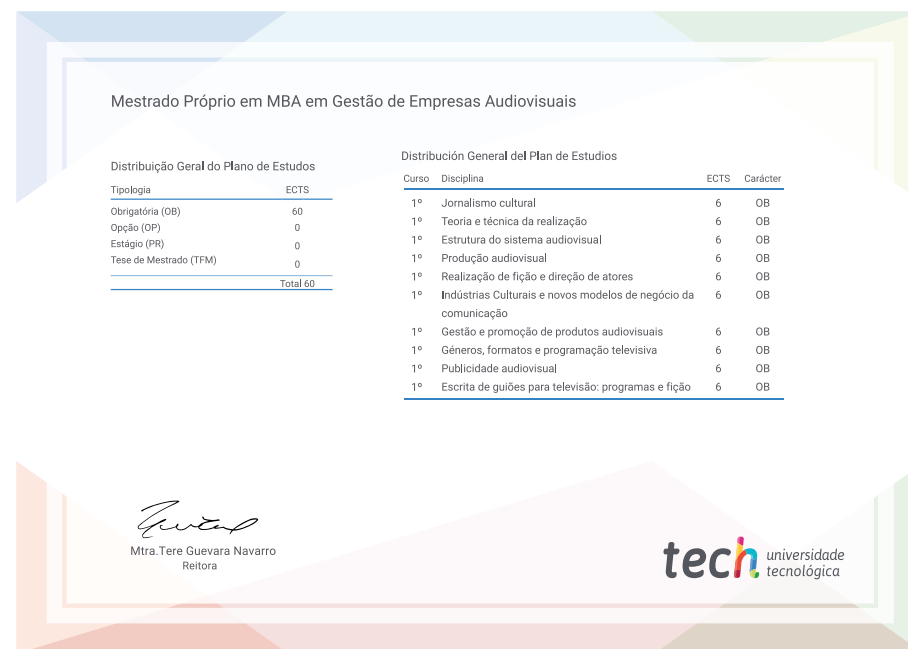 Mestrado Próprio em MBA em Gestão de Empresas Audiovisuais
Distribuição Geral do Plano de Estudos
Tipologia ECTS
Obrigatória (OB) 60
Opção (OP) 0
Estágio (PR) 0
Tese de Mestrado (TFM) 0
Total 60
Distribución General del Plan de Estudios
Curso Disciplina ECTS Carácter
1º Jornalismo cultural 6 OB
1º Teoria e técnica da realização 6 OB
1º Estrutura do sistema audiovisual 6 OB
1º Produção audiovisual 6 OB
1º Realização de fição e direção de atores 6 OB
1º Indústrias Culturais e novos modelos de negócio da 6 OB
comunicação
1º Gestão e promoção de produtos audiovisuais 6 OB
1º Géneros, formatos e programação televisiva 6 OB
1º Publicidade audiovisual 6 OB
1º Escrita de guiões para televisão: programas e fição 6 OB
Mtra.Tere Guevara Navarro
Reitora
tech universidade
tecnológica